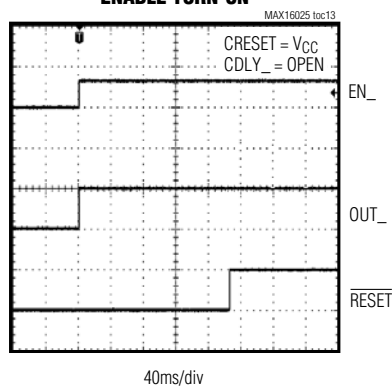 ENABLE TURN-ON
MAX16025 toc13
CRESET = VCC
CDLY_ = OPEN
EN_
OUT_
RESET
40ms/div